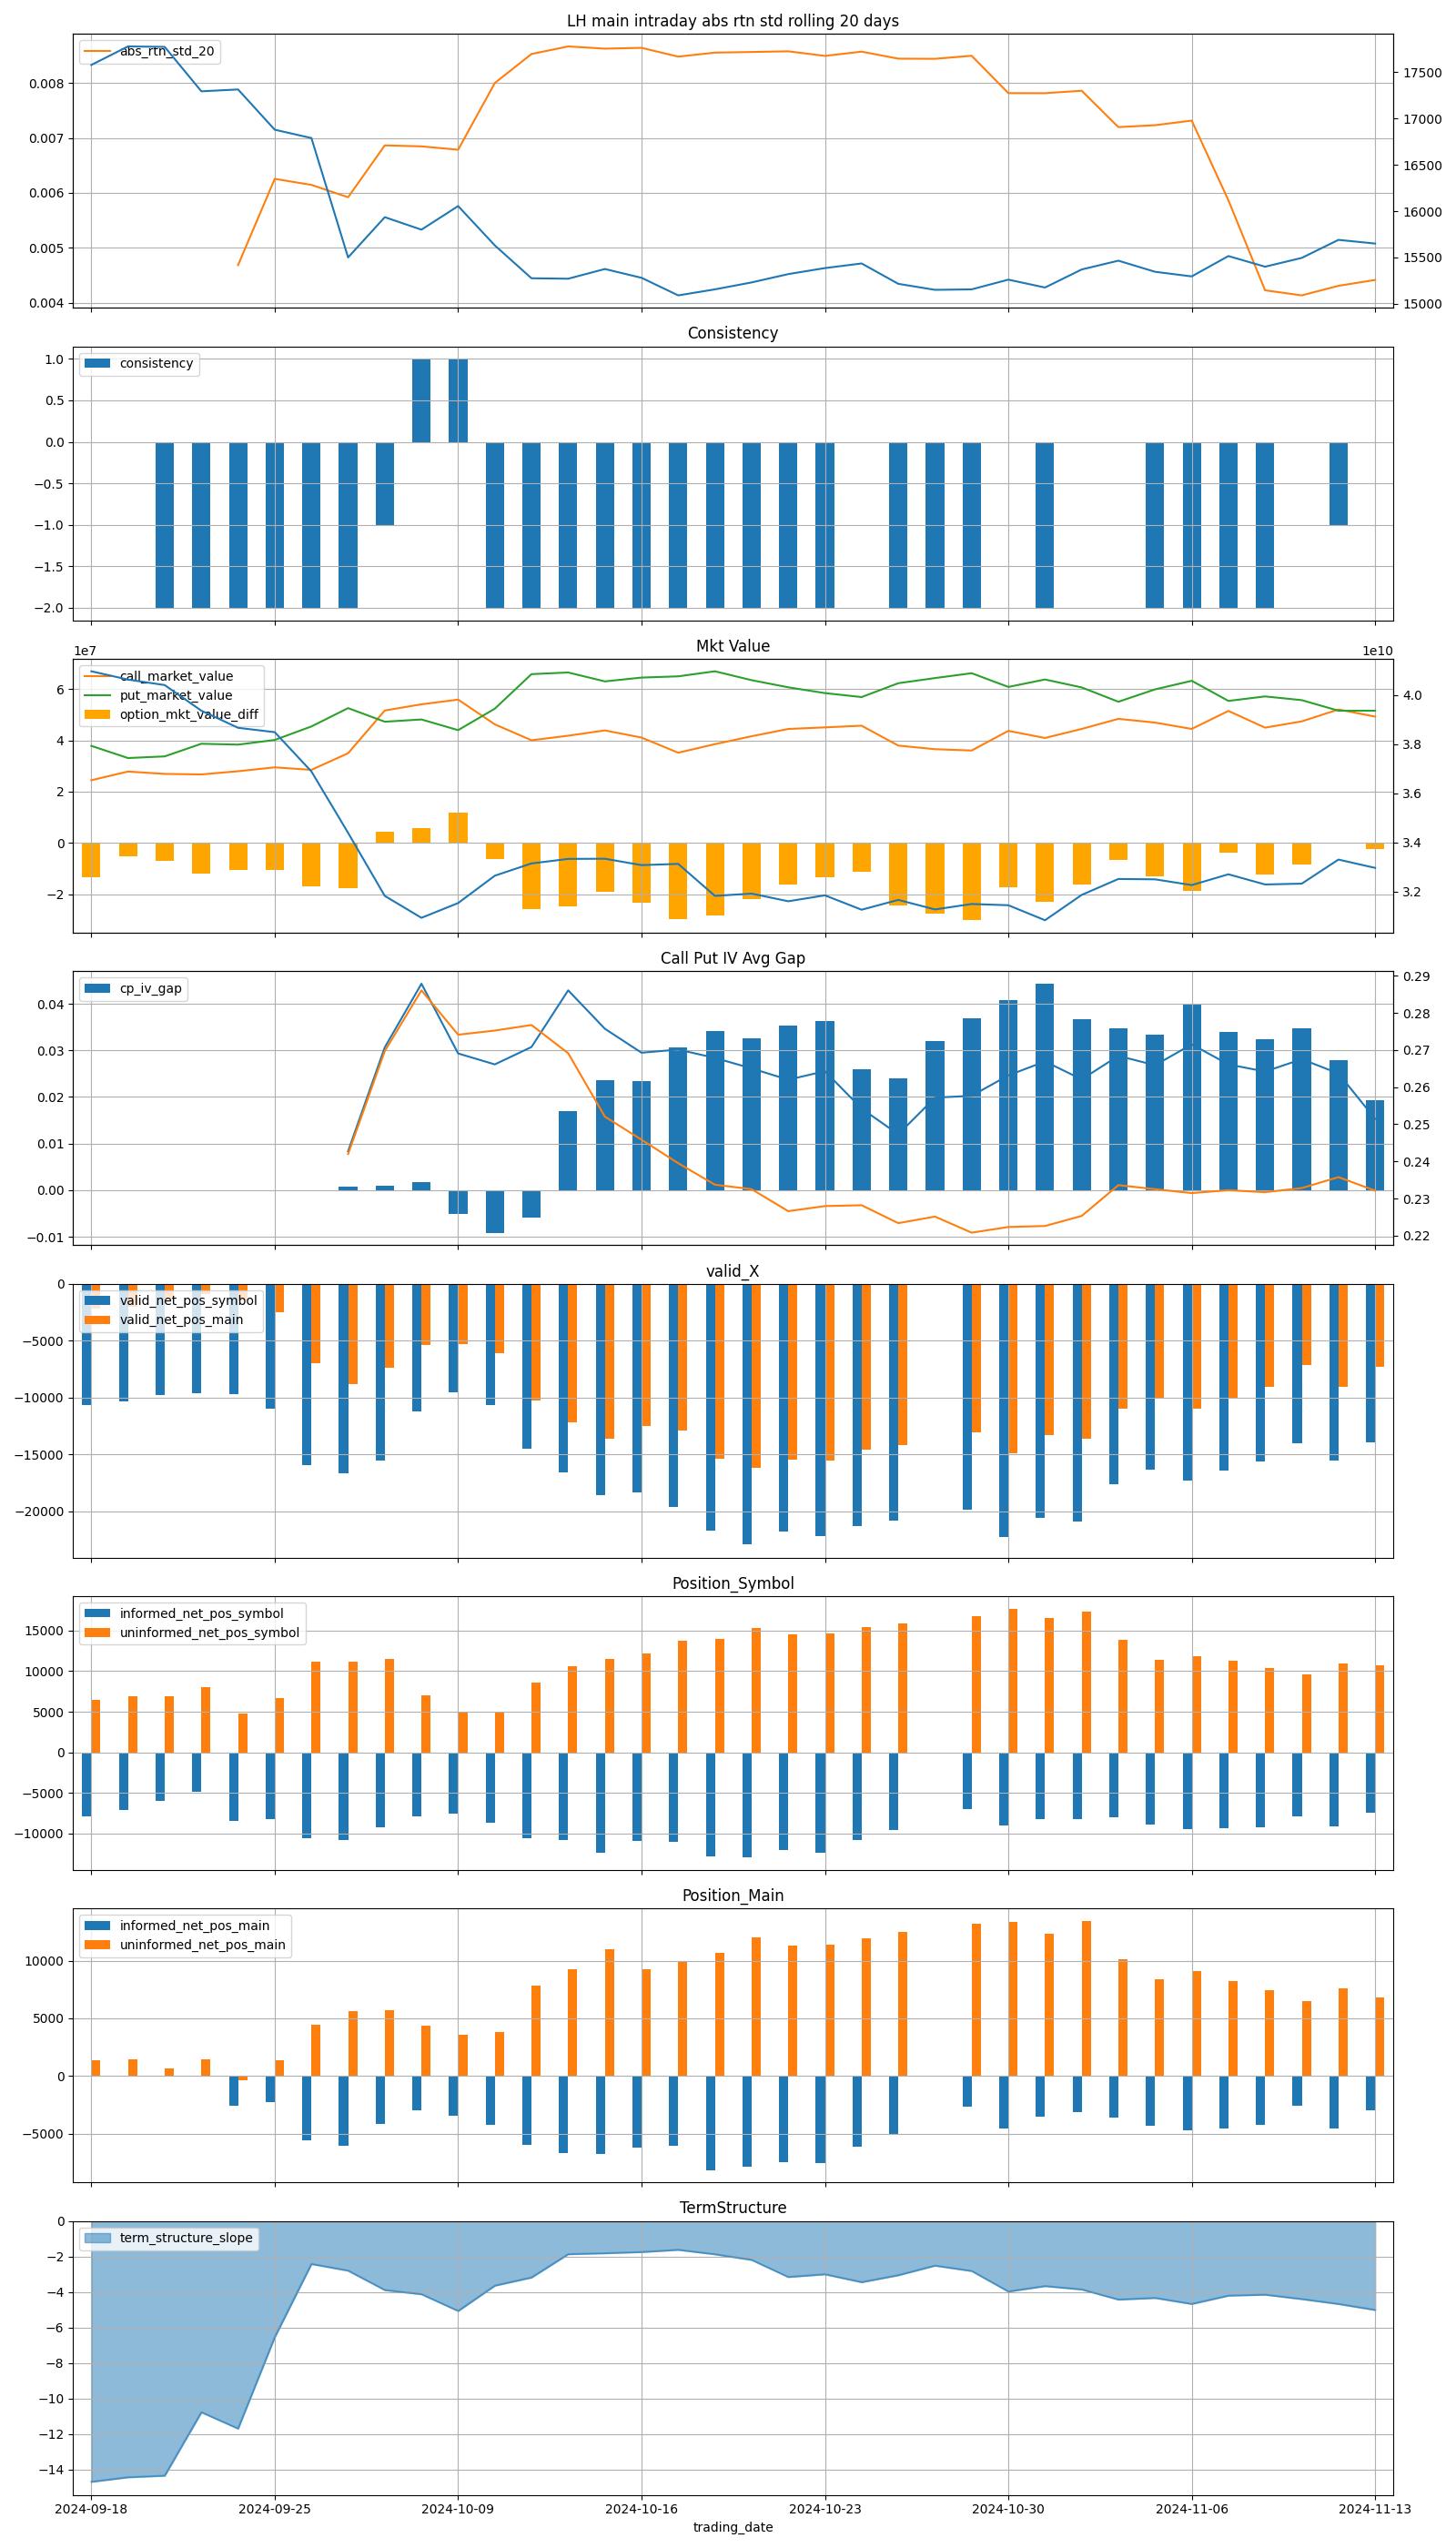 LH main intraday abs rtn std rolling 20 days
abs_rtn_std_20
0.008
0.007
0.006
0.005
0.004
17500
17000
16500
16000
15500
15000
Consistency
consistency
1.0
0.5
0.0
−0.5
−1.0
−1.5
−2.0
Mkt Value
1e7
1e10
call_market_value
put_market_value
option_mkt_value_diff
6
4
2
0
−2
4.0
3.8
3.6
3.4
3.2
Call Put IV Avg Gap
cp_iv_gap
0.04
0.03
0.02
0.01
0.00
−0.01
0.29
0.28
0.27
0.26
0.25
0.24
0.23
0.22
valid_X
valid_net_pos_symbol
valid_net_pos_main
0
−5000
−10000
−15000
−20000
Position_Symbol
informed_net_pos_symbol
uninformed_net_pos_symbol
15000
10000
5000
0
−5000
−10000
Position_Main
informed_net_pos_main
uninformed_net_pos_main
10000
5000
0
−5000
TermStructure
term_structure_slope
0
−2
−4
−6
−8
−10
−12
−14
2024-09-18 2024-09-25 2024-10-09 2024-10-16 2024-10-23 2024-10-30 2024-11-06 2024-11-13
trading_date